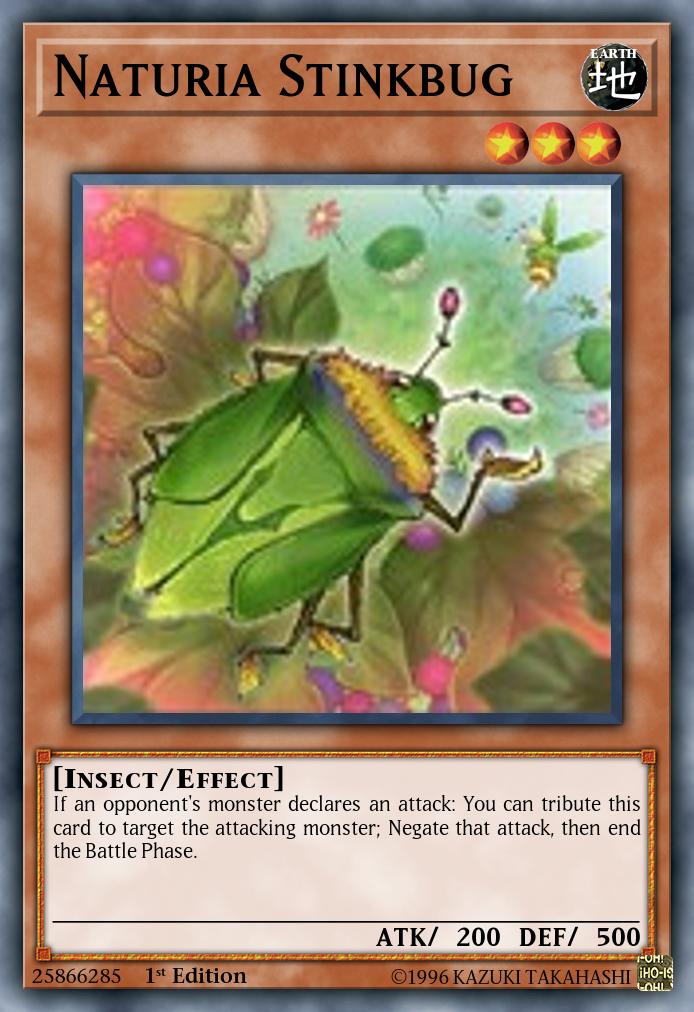 Naturia Stinkbug
EARTH
地
[Insect/Effect]
If an opponent's monster declares an attack: You can tribute this
card to target the attacking monster; Negate that attack, then end
the Battle Phase.
ATK/ 200 DEF/ 500
25866285 1st Edition ©1996 KAZUKI TAKAHASHI